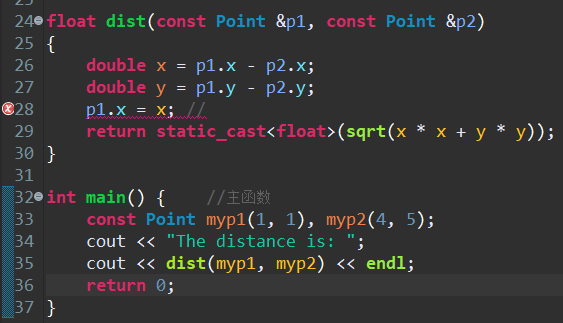 24 float dist(const Point &p1, const Point &p2)
25 {
26     double x = p1.x - p2.x;
27     double y = p1.y - p2.y;
28     p1.x = x; //
29     return static_cast<float>(sqrt(x * x + y * y));
30 }
31
32 int main() {    //主函数
33     const Point myp1(1, 1), myp2(4, 5);
34     cout << "The distance is: ";
35     cout << dist(myp1, myp2) << endl;
36     return 0;
37 }